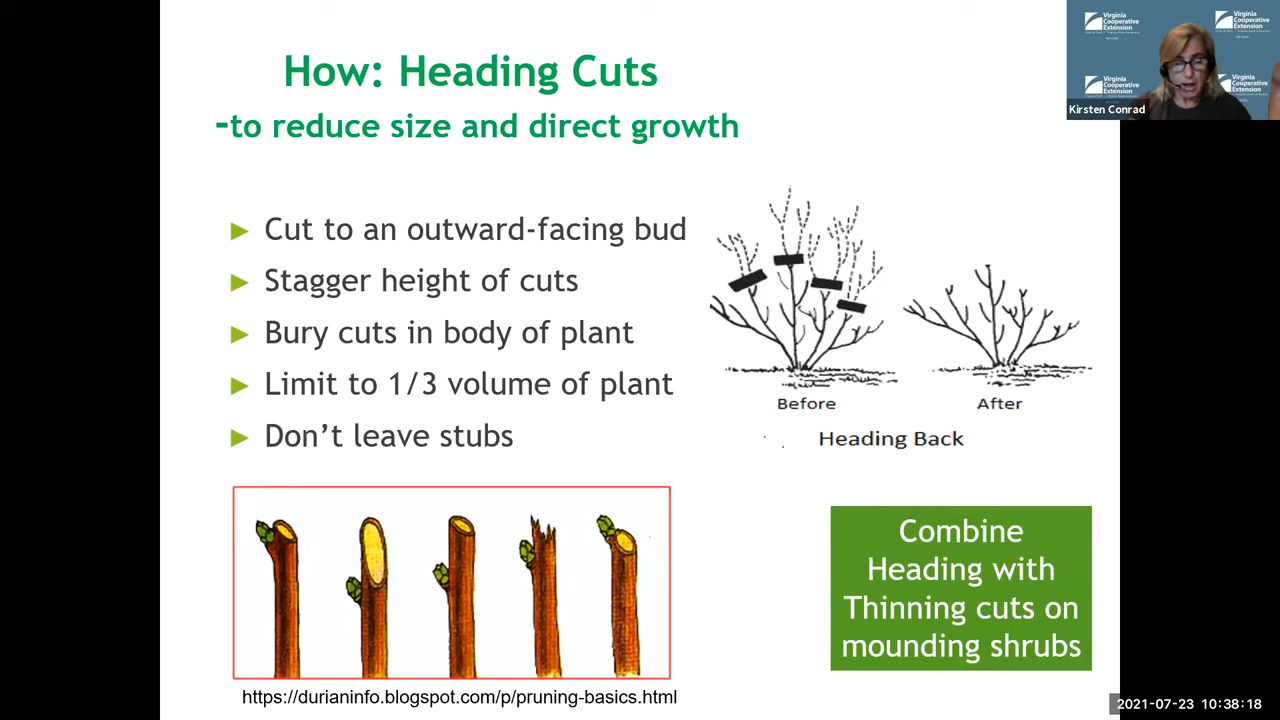 How: Heading Cuts
-to reduce size and direct growth
► Cut to an outward-facing bud
► Stagger height of cuts
► Bury cuts in body of plant
► Limit to 1/3 volume of plant
► Don’t leave stubs
Before
After
Heading Back
Combine
Heading with
Thinning cuts on
mounding shrubs
https://durianinfo.blogspot.com/p/pruning-basics.html
Virginia
Cooperative
Extension
Virginia
Cooperative
Extension
Virginia
Cooperative
Extension
Virginia
Cooperative
Extension
Kirsten Conrad
2021-07-23 10:38:18